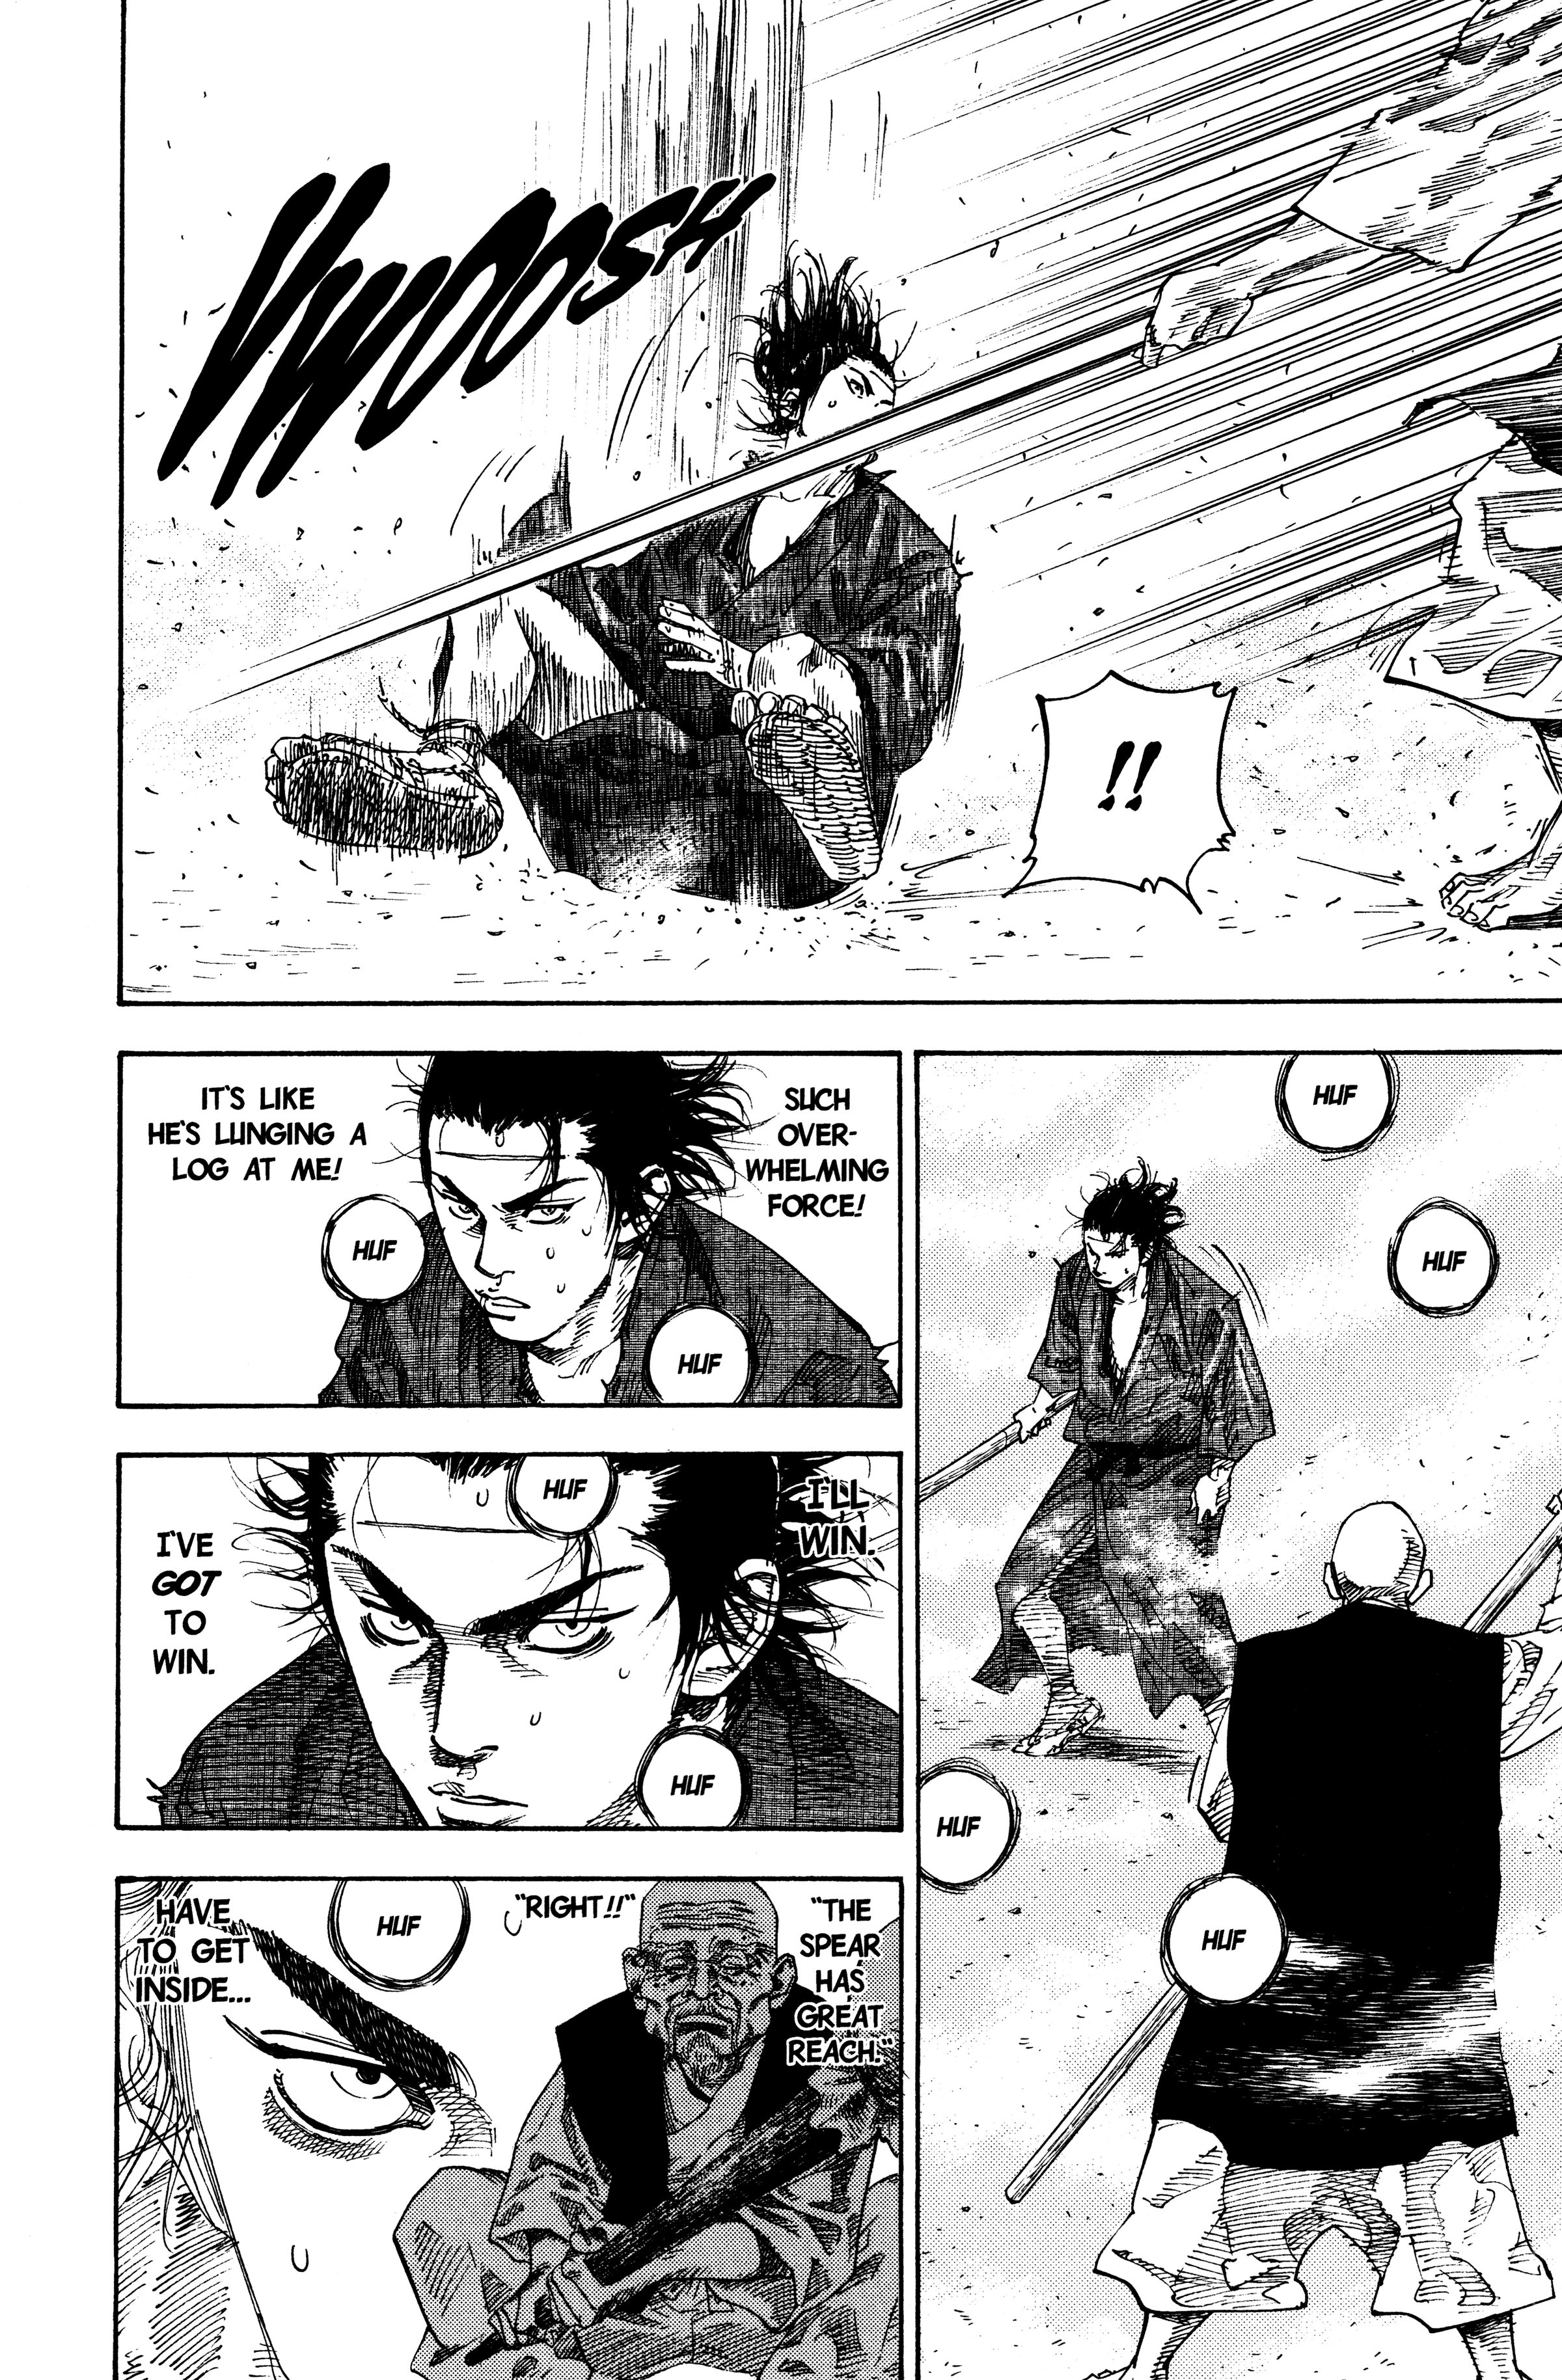 VWOOOSH
!!
HUF
HUF
HUF
HUF
SUCH
OVER-
WHELMING
FORCE!
IT'S LIKE
HE'S LUNGING A
LOG AT ME!
HUF
HUF
I'LL
WIN.
HUF
I'VE
GOT
TO
WIN.
HUF
"THE
SPEAR
HAS
GREAT
REACH."
"RIGHT!!"
HUF
HAVE
TO GET
INSIDE...